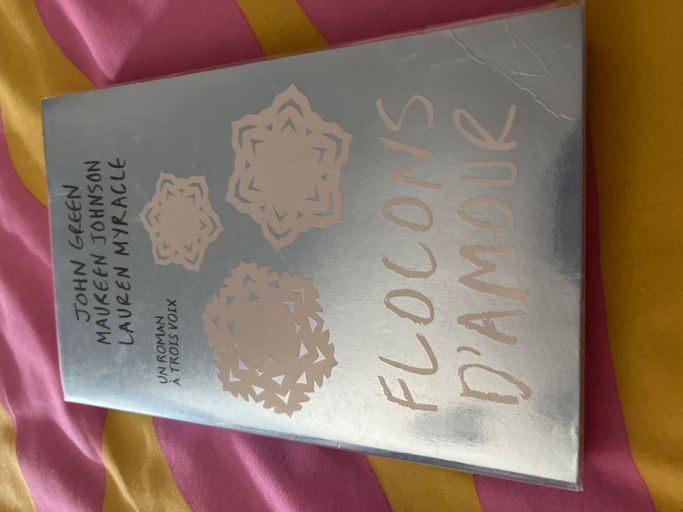 JOHN GREEN
MAUREEN JOHNSON
LAUREN MYRACLE
UN ROMAN
À TROIS VOIX
FLOCONS
D'AMOUR